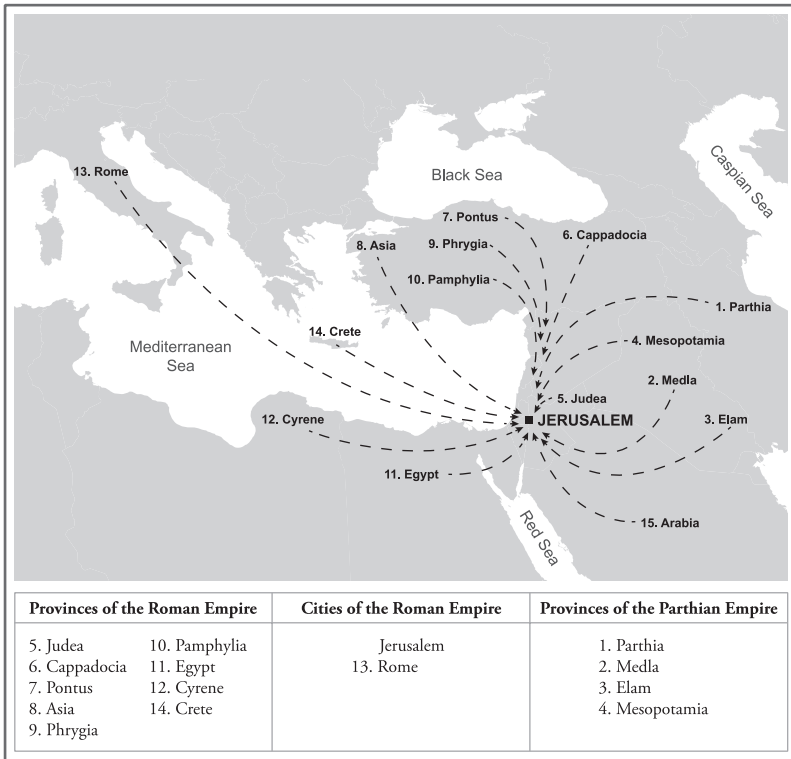 Black Sea
Caspian Sea
13. Rome
7. Pontus
6. Cappadocia
8. Asia
9. Phrygia
10. Pamphylia
1. Parthia
14. Crete
4. Mesopotamia
Mediterranean
Sea
2. Medla
5. Judea
12. Cyrene
JERUSALEM
3. Elam
11. Egypt
15. Arabia
Red Sea
Provinces of the Roman Empire
5. Judea
6. Cappadocia
7. Pontus
8. Asia
9. Phrygia
10. Pamphylia
11. Egypt
12. Cyrene
14. Crete
Cities of the Roman Empire
Jerusalem
13. Rome
Provinces of the Parthian Empire
1. Parthia
2. Medla
3. Elam
4. Mesopotamia